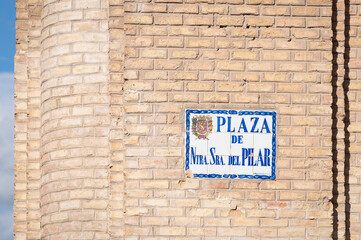 PLAZA
DE
NTRA. SRA. DEL PILAR